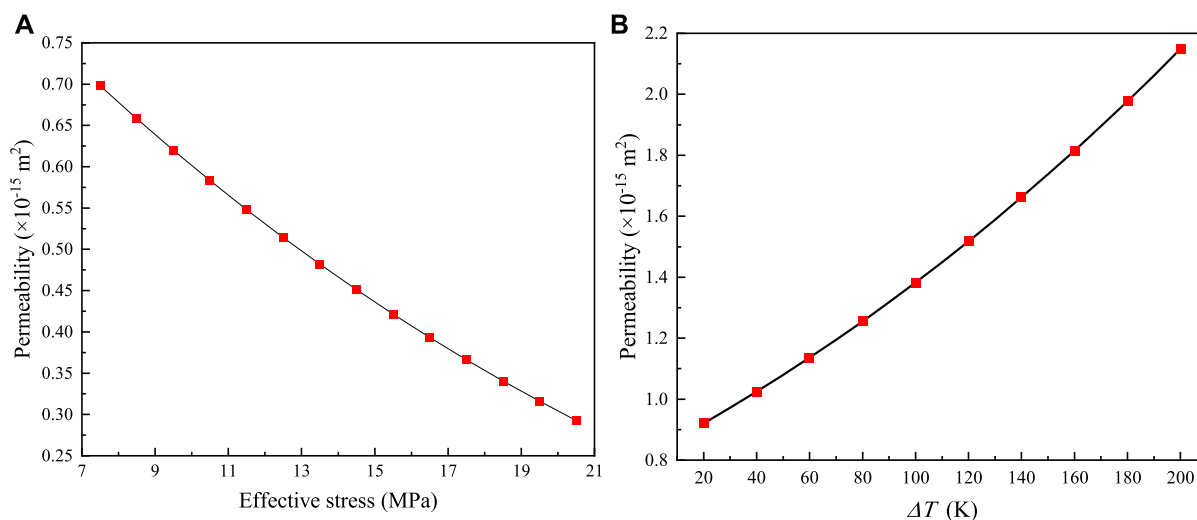 A
Permeability (×10⁻¹⁵ m²)
0.75
0.70
0.65
0.60
0.55
0.50
0.45
0.40
0.35
0.30
0.25
7 9 11 13 15 17 19 21
Effective stress (MPa)
B
Permeability (×10⁻¹⁵ m²)
2.2
2.0
1.8
1.6
1.4
1.2
1.0
0.8
20 40 60 80 100 120 140 160 180 200
ΔT (K)